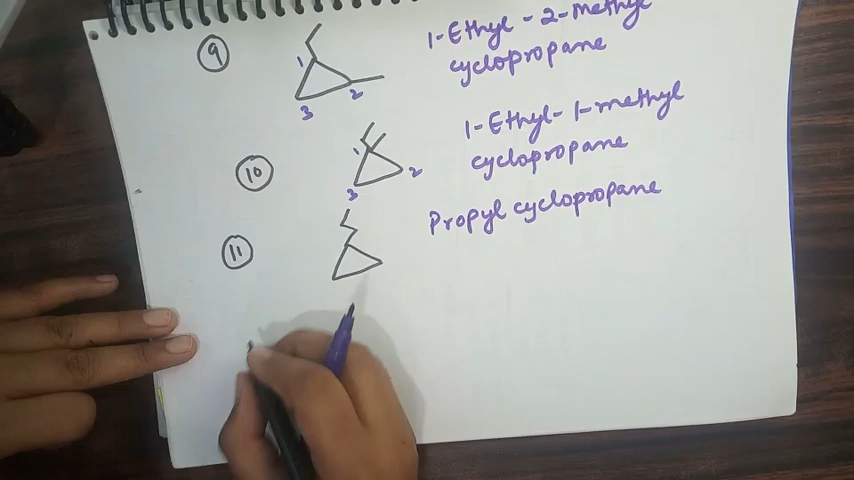 9
1-Ethyl-2-Methyl
cyclopropane
1
2
3
10
1-Ethyl-1-methyl
cyclopropane
1
2
3
11
Propyl cyclopropane